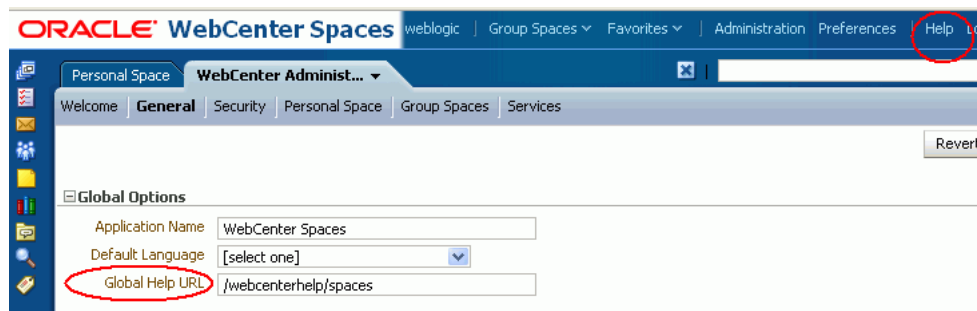 ORACLE WebCenter Spaces weblogic Group Spaces Favorites Administration Preferences Help
Personal Space WebCenter Administ...
Welcome General Security Personal Space Group Spaces Services
Revert
Global Options
Application Name WebCenter Spaces
Default Language [select one]
Global Help URL /webcenterhelp/spaces